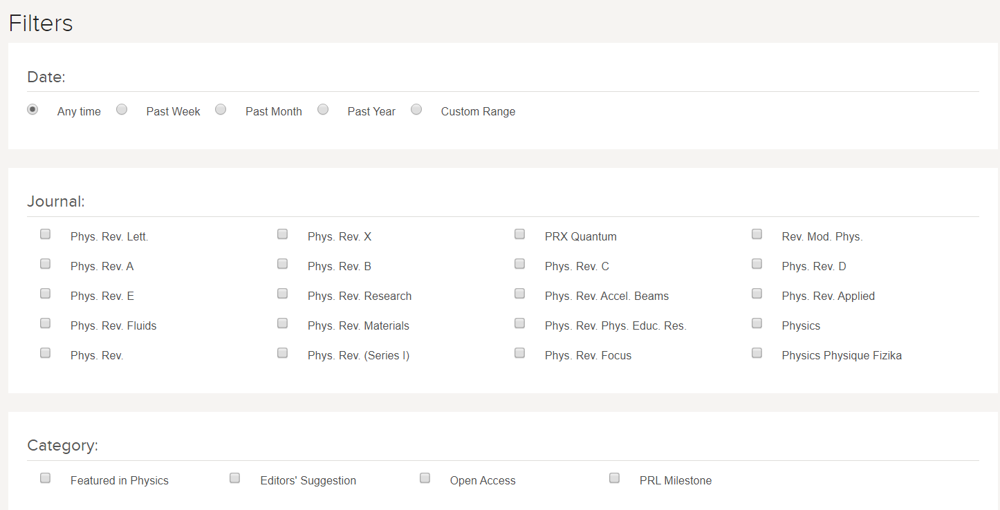 Filters
Date:
Any time Past Week Past Month Past Year Custom Range
Journal:
Phys. Rev. Lett. Phys. Rev. X PRX Quantum Rev. Mod. Phys.
Phys. Rev. A Phys. Rev. B Phys. Rev. C Phys. Rev. D
Phys. Rev. E Phys. Rev. Research Phys. Rev. Accel. Beams Phys. Rev. Applied
Phys. Rev. Fluids Phys. Rev. Materials Phys. Rev. Phys. Educ. Res. Physics
Phys. Rev. Phys. Rev. (Series I) Phys. Rev. Focus Physics Physique Fizika
Category:
Featured in Physics Editors' Suggestion Open Access PRL Milestone